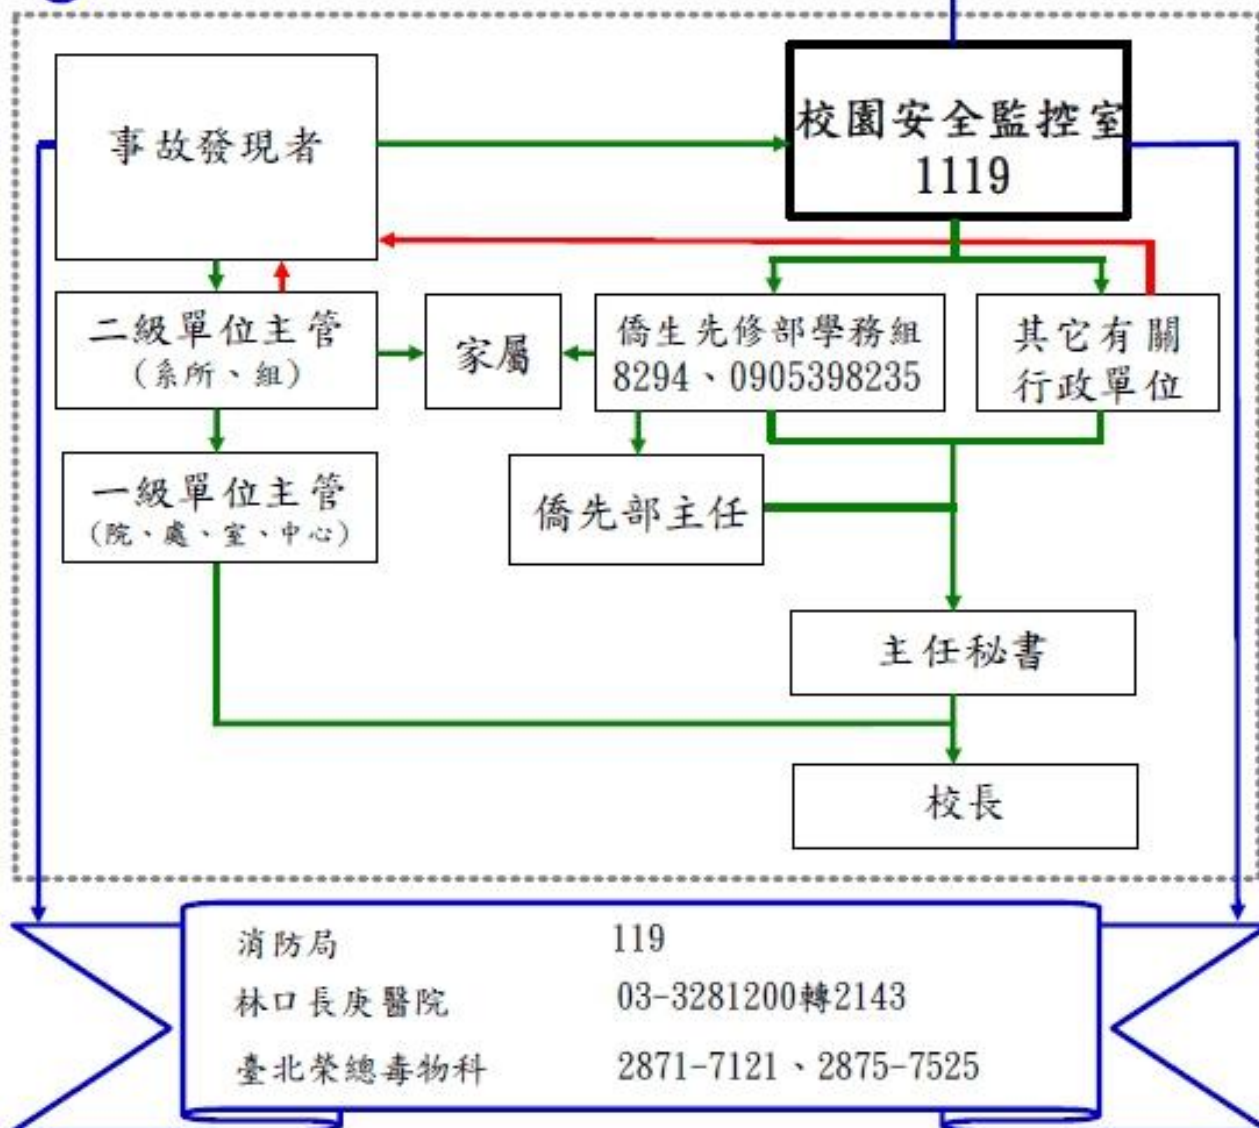 事故發現者
校園安全監控室
1119
二級單位主管
(系所、組)
家屬
僑生先修部學務組
8294、0905398235
其它有關
行政單位
一級單位主管
(院、處、室、中心)
僑先部主任
主任秘書
校長
消防局 119
林口長庚醫院 03-3281200轉2143
臺北榮總毒物科 2871-7121、2875-7525